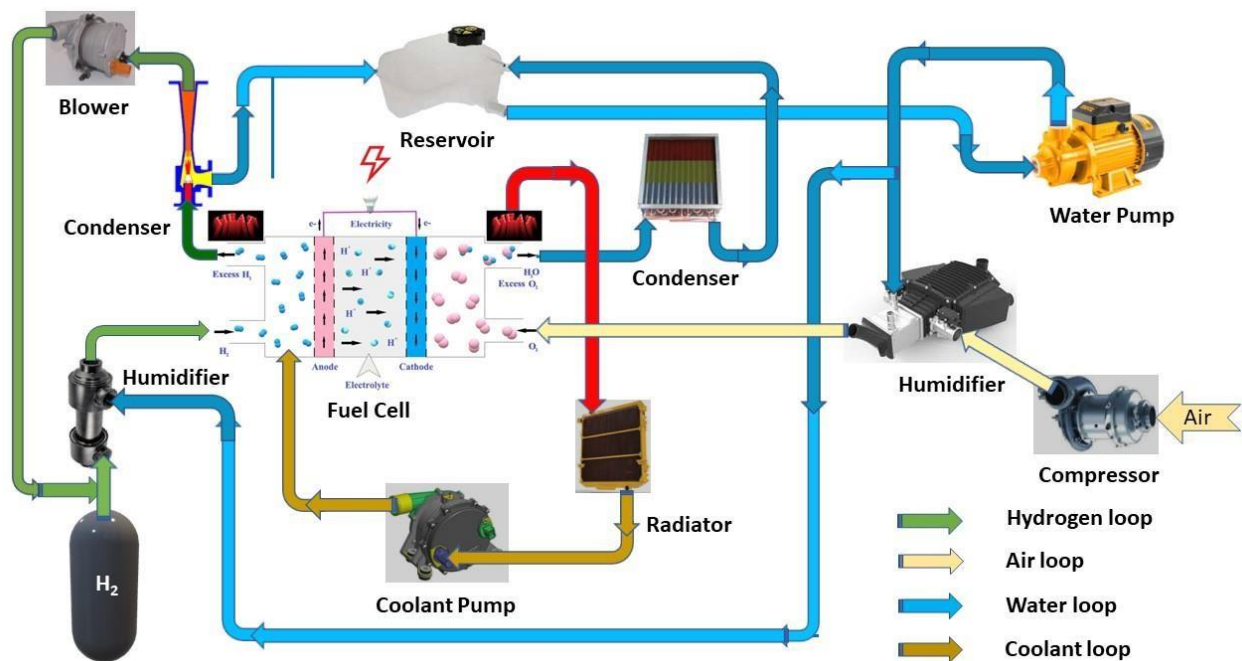 Blower
Reservoir
Water Pump
Condenser
HEAT
HEAT
e-
Electricity
e-
Condenser
Excess H₂
H⁺
H⁺
H⁺
H⁺
H⁺
H₂O
Excess O₂
H₂
O₂
Anode
Cathode
Electrolyte
Humidifier
Fuel Cell
Humidifier
Air
Compressor
Radiator
H₂
Coolant Pump
Hydrogen loop
Air loop
Water loop
Coolant loop